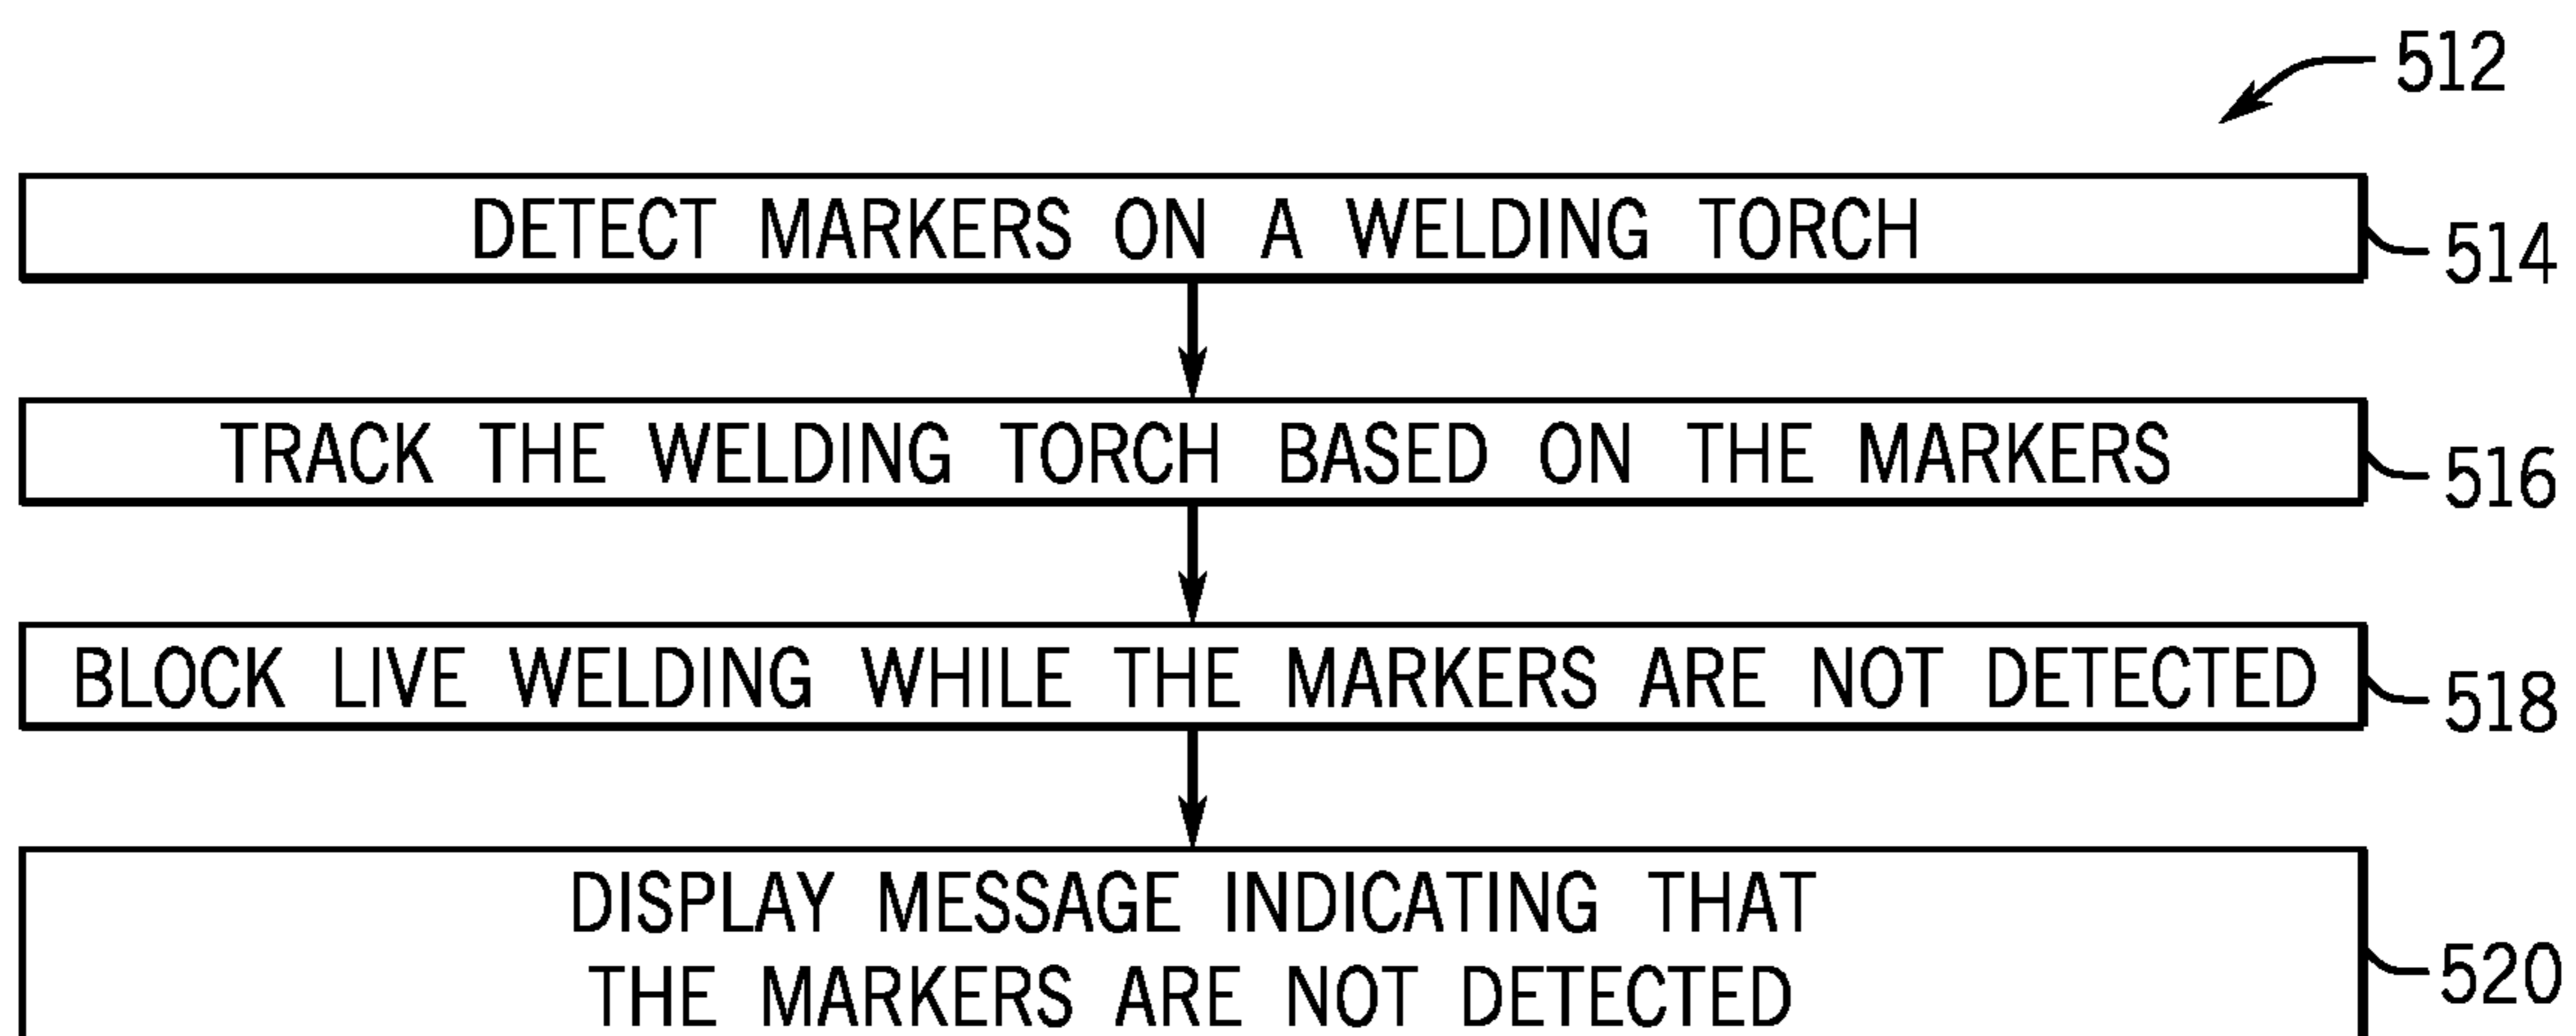 512
DETECT MARKERS ON A WELDING TORCH
514
TRACK THE WELDING TORCH BASED ON THE MARKERS
516
BLOCK LIVE WELDING WHILE THE MARKERS ARE NOT DETECTED
518
DISPLAY MESSAGE INDICATING THAT
THE MARKERS ARE NOT DETECTED
520